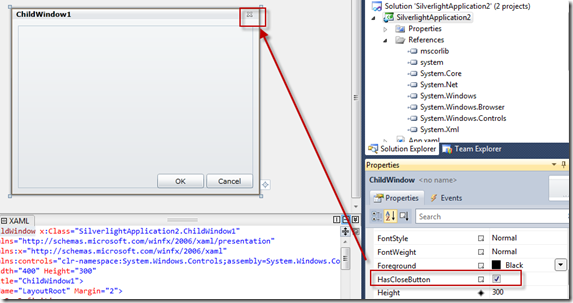 ChildWindow1
OK
Cancel
XAML
ldWindow x:Class="SilverlightApplication2.ChildWindow1"
lns="http://schemas.microsoft.com/winfx/2006/xaml/presentation"
lns:x="http://schemas.microsoft.com/winfx/2006/xaml"
lns:controls="clr-namespace:System.Windows.Controls;assembly=System.Windows.Co
dth="400" Height="300"
tle="ChildWindow1">
ame="LayoutRoot" Margin="2">
Solution 'SilverlightApplication2' (2 projects)
SilverlightApplication2
Properties
References
mscorlib
system
System.Core
System.Net
System.Windows
System.Windows.Browser
System.Windows.Controls
System.Xml
App.xaml
Solution Explorer
Team Explorer
Properties
ChildWindow <no name>
Properties
Events
Search
FontStyle
Normal
FontWeight
Normal
Foreground
Black
HasCloseButton
Height
300